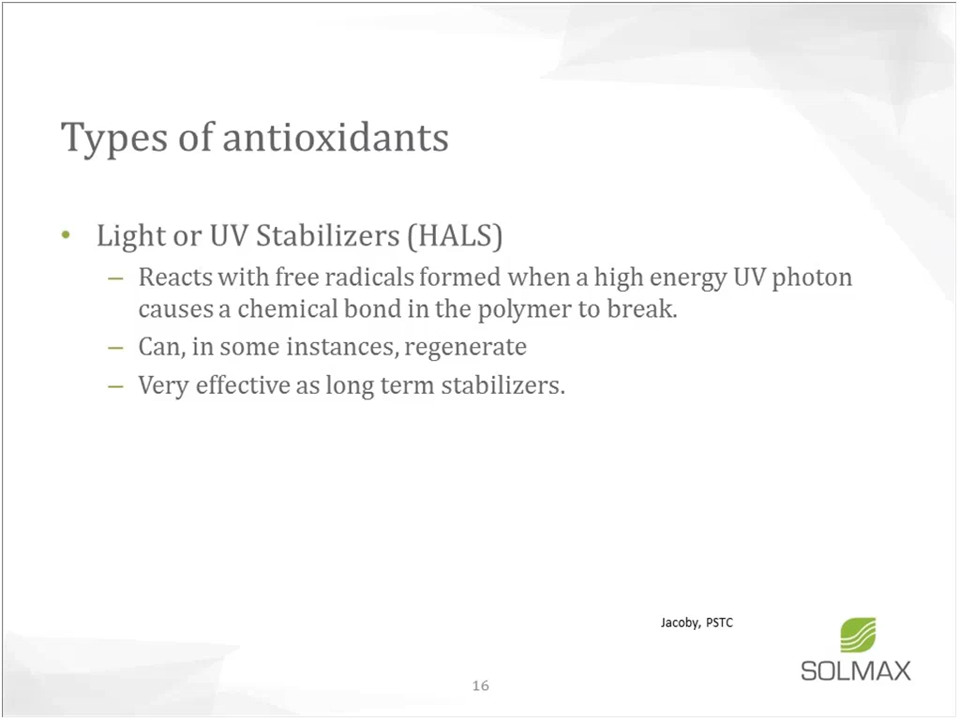 Types of antioxidants
• Light or UV Stabilizers (HALS)
– Reacts with free radicals formed when a high energy UV photon
causes a chemical bond in the polymer to break.
– Can, in some instances, regenerate
– Very effective as long term stabilizers.
Jacoby, PSTC
SOLMAX
16